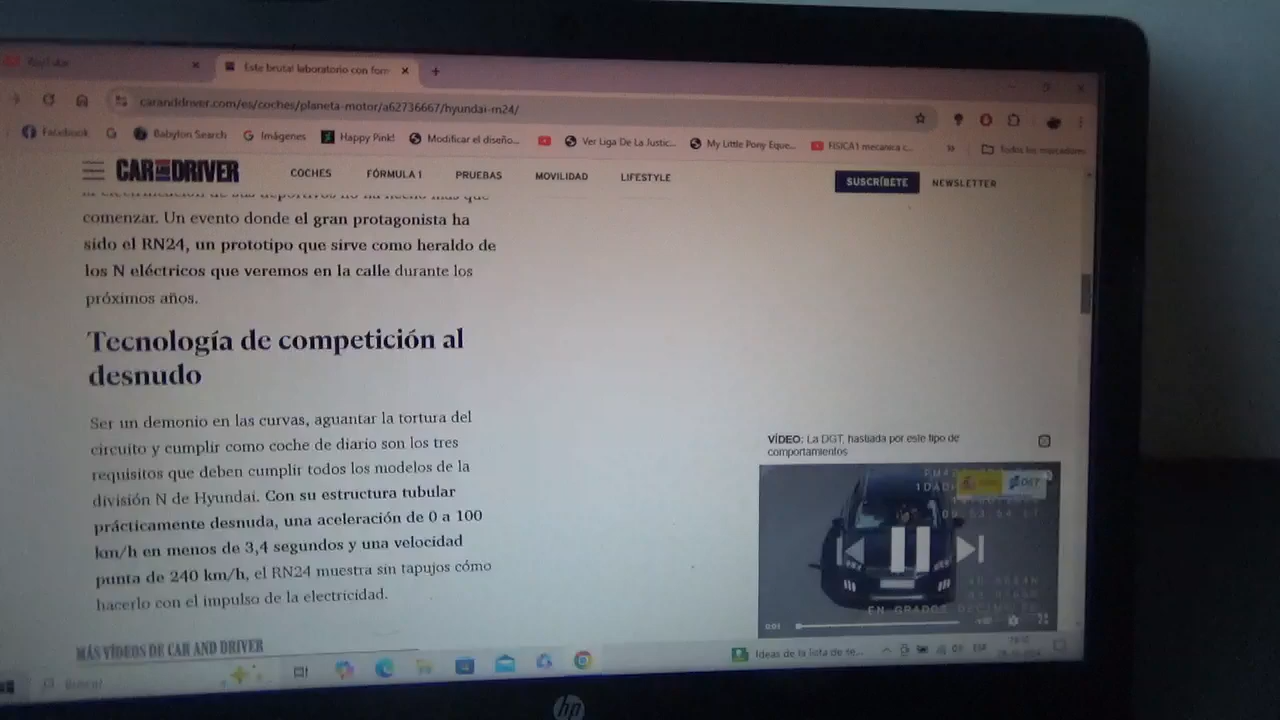 Este brutal laboratorio con form
caranddriver.com/es/coches/planeta-motor/a62736667/hyundai-rn24/
Facebook
Babylon Search
Imágenes
Happy Pink!
Modificar el diseño...
Ver Liga De La Justic...
My Little Pony Eque...
FISICA1 mecanica c...
»
Todos los marcadores
CAR AND DRIVER
COCHES
FÓRMULA 1
PRUEBAS
MOVILIDAD
LIFESTYLE
SUSCRÍBETE
NEWSLETTER
comenzar. Un evento donde el gran protagonista ha
sido el RN24, un prototipo que sirve como heraldo de
los N eléctricos que veremos en la calle durante los
próximos años.
Tecnología de competición al
desnudo
Ser un demonio en las curvas, aguantar la tortura del
circuito y cumplir como coche de diario son los tres
requisitos que deben cumplir todos los modelos de la
división N de Hyundai. Con su estructura tubular
prácticamente desnuda, una aceleración de 0 a 100
km/h en menos de 3,4 segundos y una velocidad
punta de 240 km/h, el RN24 muestra sin tapujos cómo
hacerlo con el impulso de la electricidad.
MÁS VÍDEOS DE CAR AND DRIVER
VÍDEO: La DGT, hastiada por este tipo de
comportamientos
DGT
EN GRADOS DECIMALES
0:01
Buscar
Ideas de la lista de te...
ESP
hp